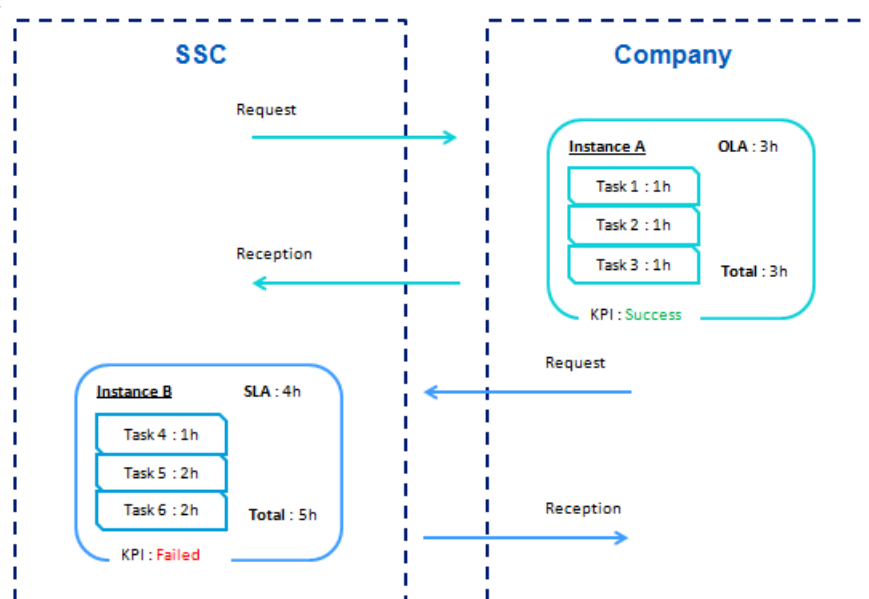 SSC
Company
Request
Instance A
OLA : 3h
Task 1 : 1h
Task 2 : 1h
Task 3 : 1h
Total : 3h
KPI : Success
Reception
Request
Instance B
SLA : 4h
Task 4 : 1h
Task 5 : 2h
Task 6 : 2h
Total : 5h
KPI : Failed
Reception